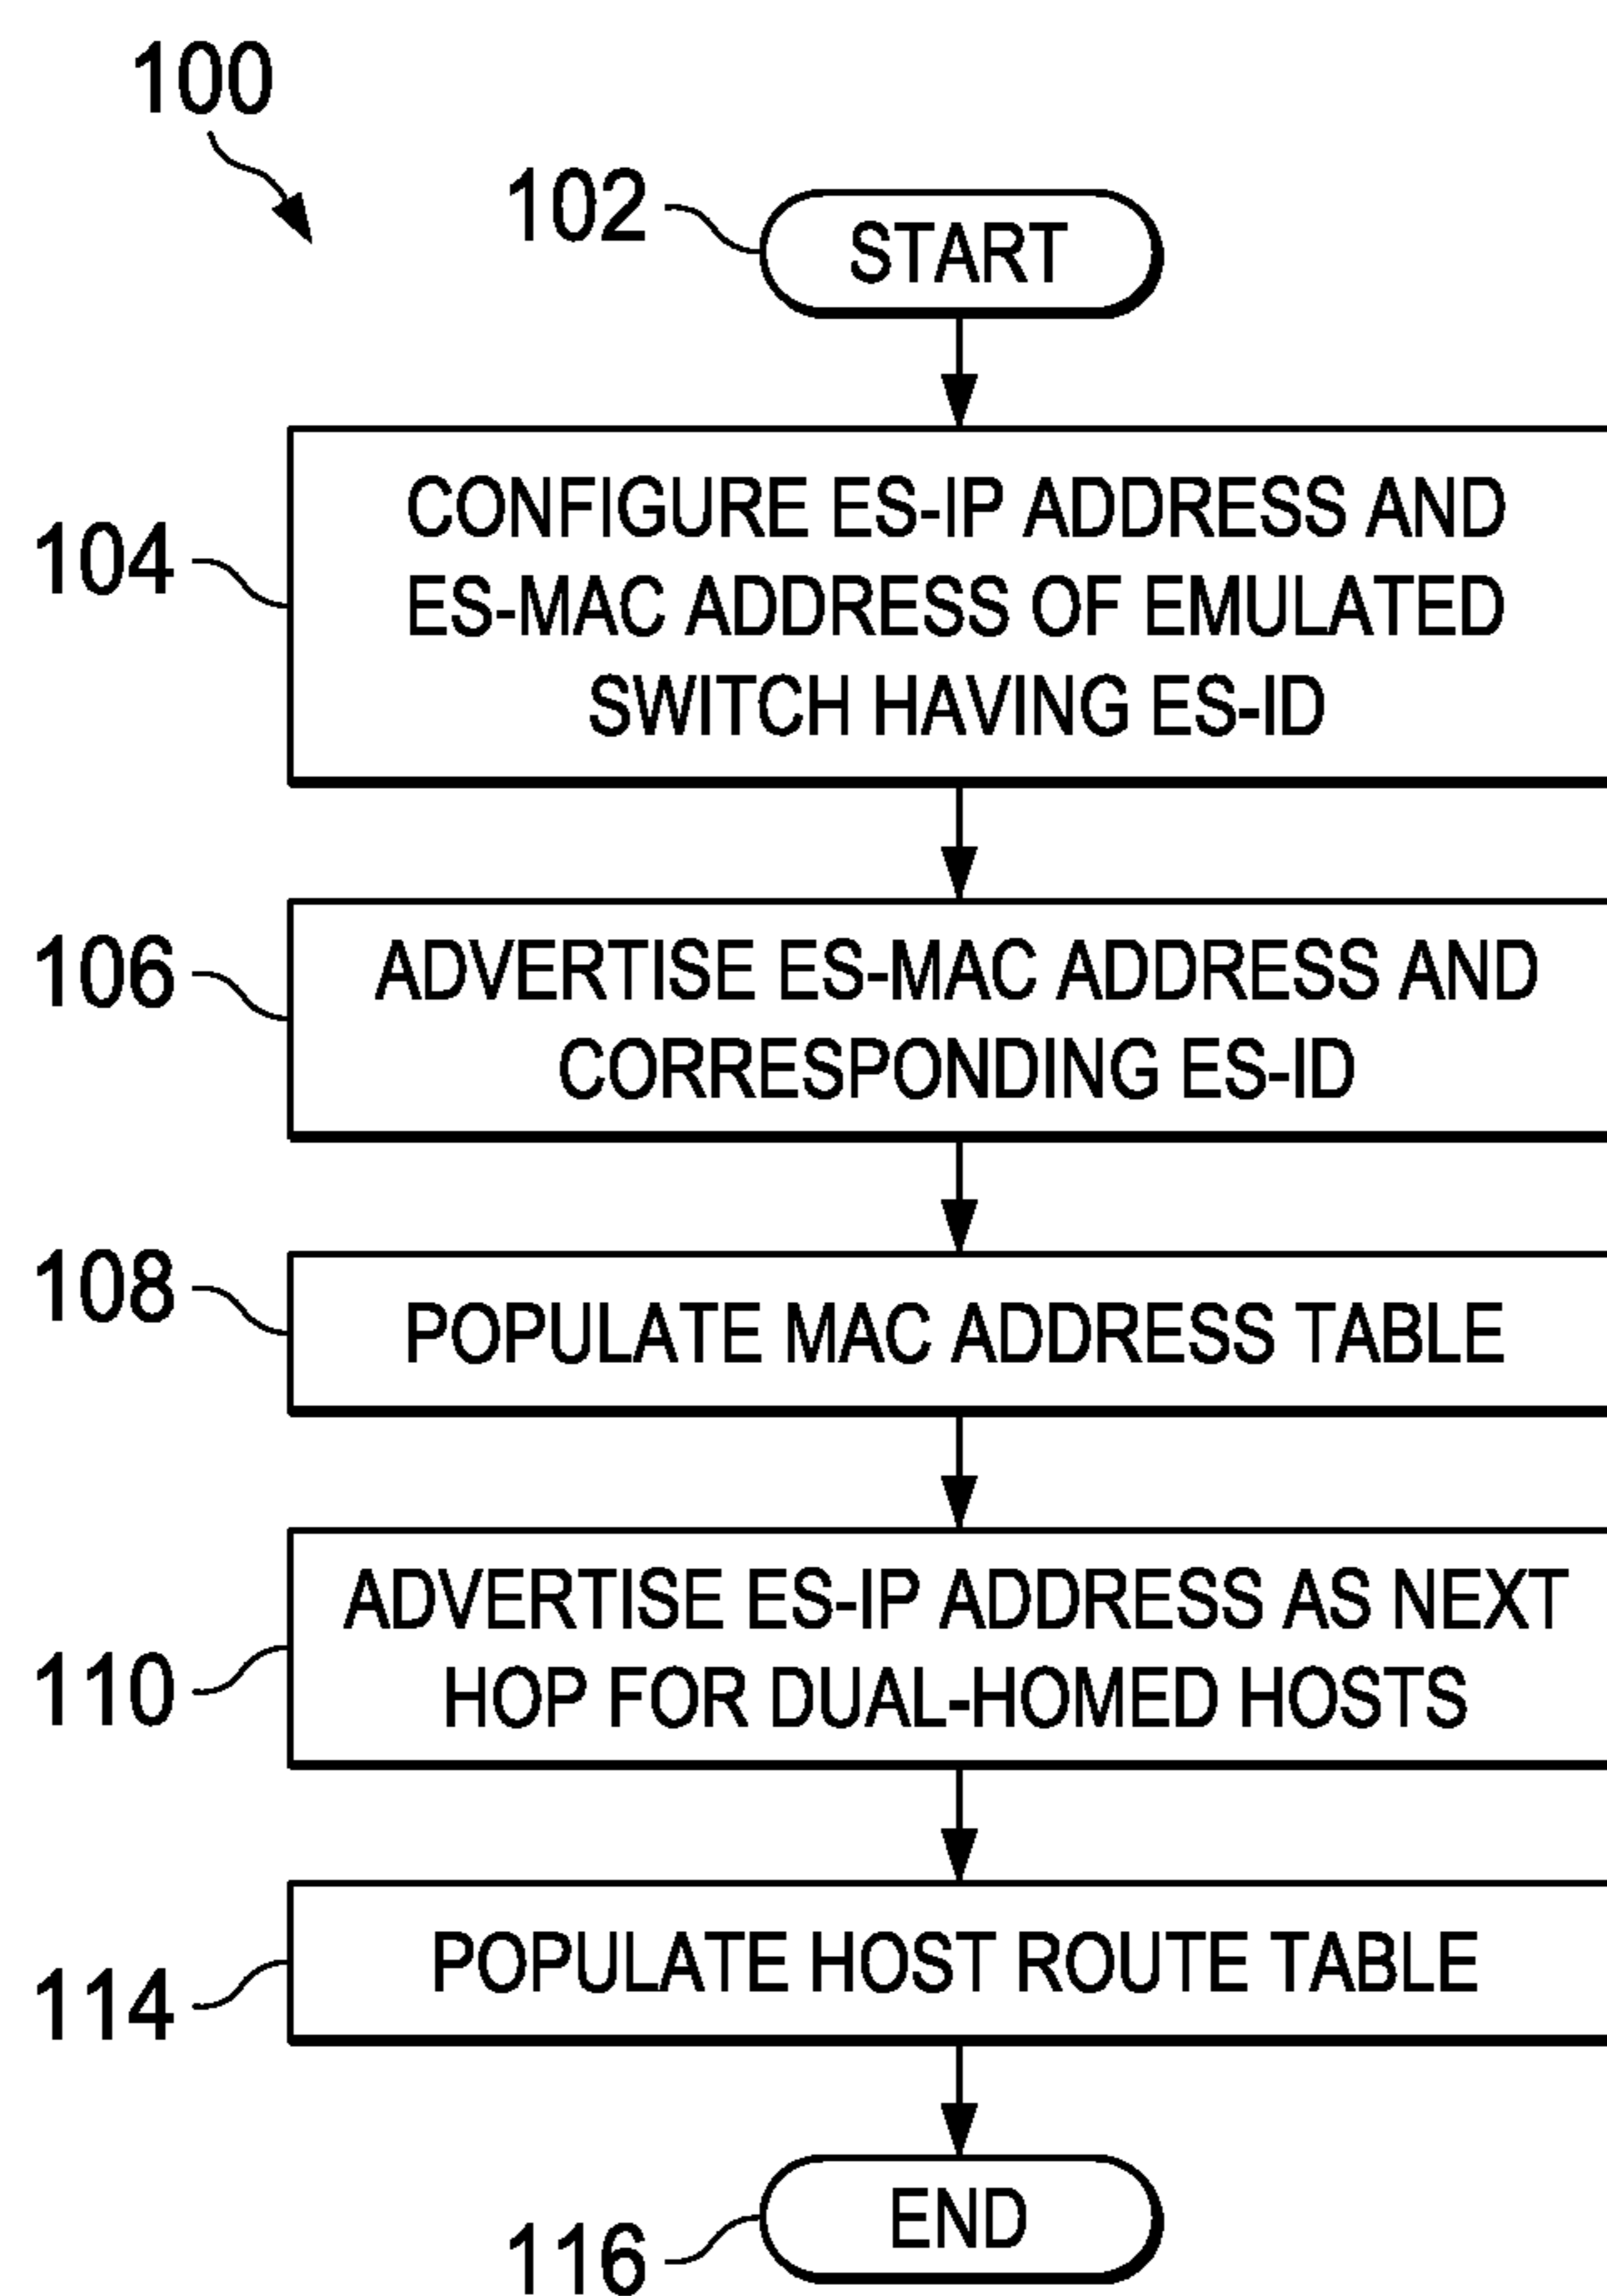 100
102
START
104
CONFIGURE ES-IP ADDRESS AND
ES-MAC ADDRESS OF EMULATED
SWITCH HAVING ES-ID
106
ADVERTISE ES-MAC ADDRESS AND
CORRESPONDING ES-ID
108
POPULATE MAC ADDRESS TABLE
110
ADVERTISE ES-IP ADDRESS AS NEXT
HOP FOR DUAL-HOMED HOSTS
114
POPULATE HOST ROUTE TABLE
116
END